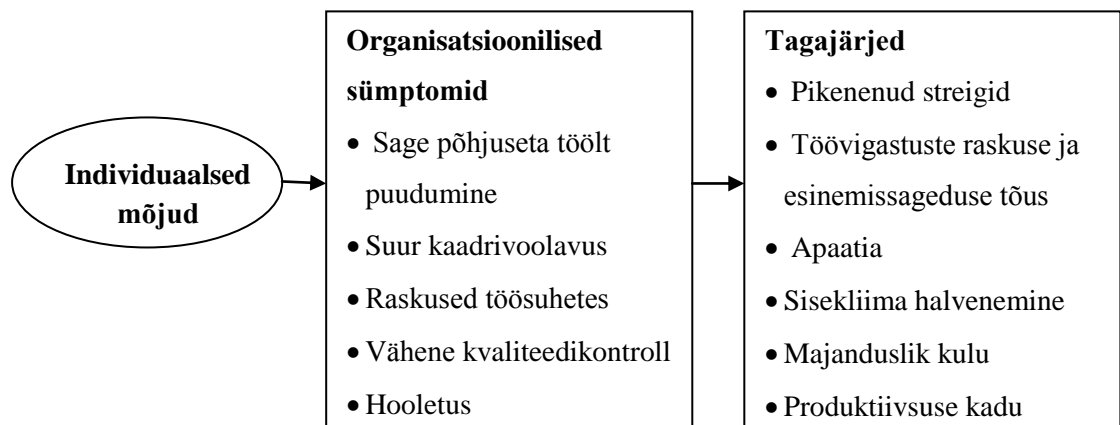 Individuaalsed
mõjud
Organisatsioonilised
sümptomid
• Sage põhjuseta töölt
puudumine
• Suur kaadrivoolavus
• Raskused töösuhetes
• Vähene kvaliteedikontroll
• Hooletus
Tagajärjed
• Pikenenud streigid
• Töövigastuste raskuse ja
esinemissageduse tõus
• Apaatia
• Sisekliima halvenemine
• Majanduslik kulu
• Produktiivsuse kadu